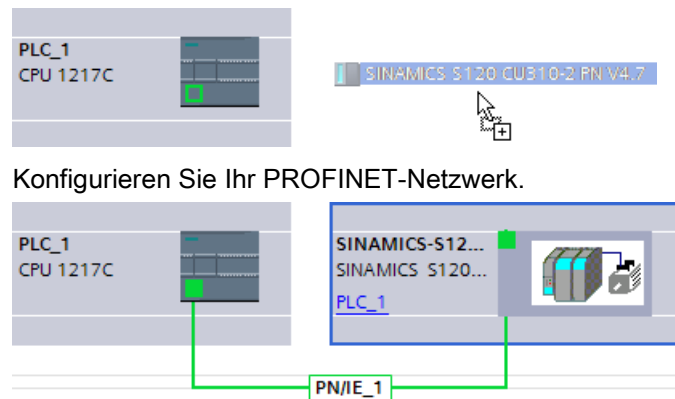 PLC_1
CPU 1217C
SINAMICS S120 CU310-2 PN V4.7
Konfigurieren Sie Ihr PROFINET-Netzwerk.
PLC_1
CPU 1217C
SINAMICS-S12...
SINAMICS S120...
PLC_1
PN/IE_1